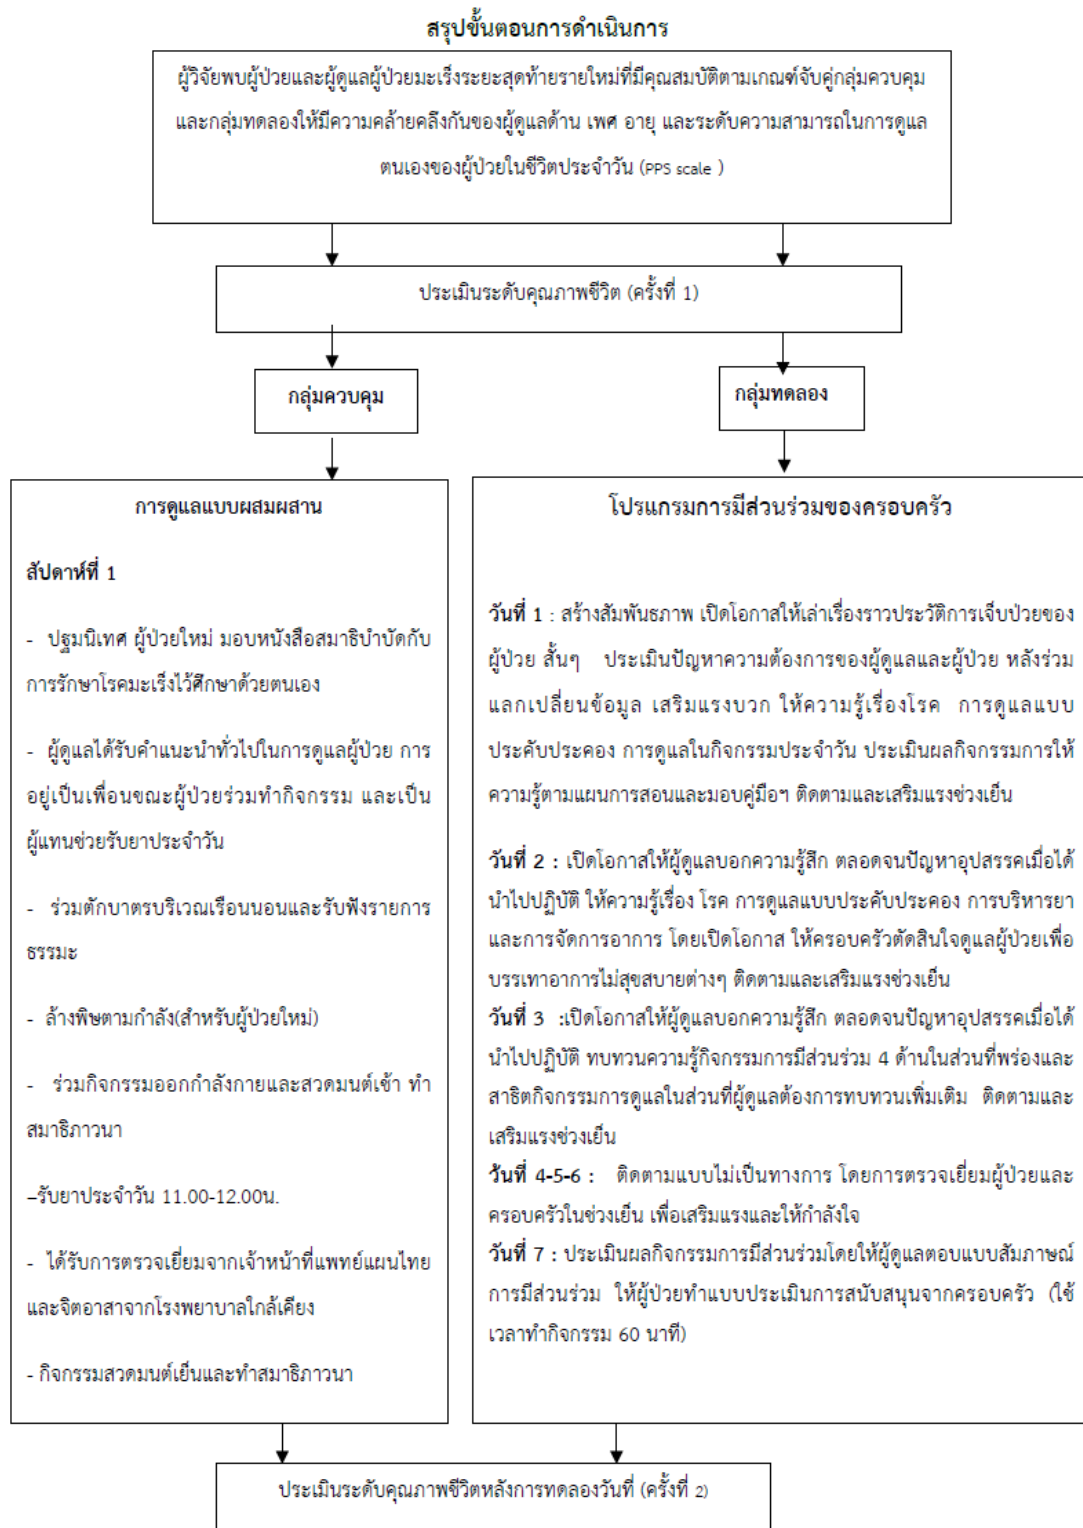 สรุปขั้นตอนการดำเนินการ
ผู้วิจัยพบผู้ป่วยและผู้ดูแลผู้ป่วยมะเร็งระยะสุดท้ายรายใหม่ที่มีคุณสมบัติตามเกณฑ์จับคู่กลุ่มควบคุม
และกลุ่มทดลองให้มีความคล้ายคลึงกันของผู้ดูแลด้าน เพศ อายุ และระดับความสามารถในการดูแล
ตนเองของผู้ป่วยในชีวิตประจำวัน (PPS scale )
ประเมินระดับคุณภาพชีวิต (ครั้งที่ 1)
กลุ่มควบคุม
กลุ่มทดลอง
การดูแลแบบผสมผสาน
สัปดาห์ที่ 1
- ปฐมนิเทศ ผู้ป่วยใหม่ มอบหนังสือสมาธิบำบัดกับ
การรักษาโรคมะเร็งไว้ศึกษาด้วยตนเอง
- ผู้ดูแลได้รับคำแนะนำทั่วไปในการดูแลผู้ป่วย การ
อยู่เป็นเพื่อนขณะผู้ป่วยร่วมทำกิจกรรม และเป็น
ผู้แทนช่วยรับยาประจำวัน
- ร่วมตักบาตรบริเวณเรือนนอนและรับฟังรายการ
ธรรมะ
- ล้างพิษตามกำลัง(สำหรับผู้ป่วยใหม่)
- ร่วมกิจกรรมออกกำลังกายและสวดมนต์เช้า ทำ
สมาธิภาวนา
–รับยาประจำวัน 11.00-12.00น.
- ได้รับการตรวจเยี่ยมจากเจ้าหน้าที่แพทย์แผนไทย
และจิตอาสาจากโรงพยาบาลใกล้เคียง
- กิจกรรมสวดมนต์เย็นและทำสมาธิภาวนา
โปรแกรมการมีส่วนร่วมของครอบครัว
วันที่ 1 : สร้างสัมพันธภาพ เปิดโอกาสให้เล่าเรื่องราวประวัติการเจ็บป่วยของ
ผู้ป่วย สั้นๆ ประเมินปัญหาความต้องการของผู้ดูแลและผู้ป่วย หลังร่วม
แลกเปลี่ยนข้อมูล เสริมแรงบวก ให้ความรู้เรื่องโรค การดูแลแบบ
ประคับประคอง การดูแลในกิจกรรมประจำวัน ประเมินผลกิจกรรมการให้
ความรู้ตามแผนการสอนและมอบคู่มือฯ ติดตามและเสริมแรงช่วงเย็น
วันที่ 2 : เปิดโอกาสให้ผู้ดูแลบอกความรู้สึก ตลอดจนปัญหาอุปสรรคเมื่อได้
นำไปปฏิบัติ ให้ความรู้เรื่อง โรค การดูแลแบบประคับประคอง การบริหารยา
และการจัดการอาการ โดยเปิดโอกาส ให้ครอบครัวตัดสินใจดูแลผู้ป่วยเพื่อ
บรรเทาอาการไม่สุขสบายต่างๆ ติดตามและเสริมแรงช่วงเย็น
วันที่ 3 :เปิดโอกาสให้ผู้ดูแลบอกความรู้สึก ตลอดจนปัญหาอุปสรรคเมื่อได้
นำไปปฏิบัติ ทบทวนความรู้กิจกรรมการมีส่วนร่วม 4 ด้านในส่วนที่พร่องและ
สาธิตกิจกรรมการดูแลในส่วนที่ผู้ดูแลต้องการทบทวนเพิ่มเติม ติดตามและ
เสริมแรงช่วงเย็น
วันที่ 4-5-6 : ติดตามแบบไม่เป็นทางการ โดยการตรวจเยี่ยมผู้ป่วยและ
ครอบครัวในช่วงเย็น เพื่อเสริมแรงและให้กำลังใจ
วันที่ 7 : ประเมินผลกิจกรรมการมีส่วนร่วมโดยให้ผู้ดูแลตอบแบบสัมภาษณ์
การมีส่วนร่วม ให้ผู้ป่วยทำแบบประเมินการสนับสนุนจากครอบครัว (ใช้
เวลาทำกิจกรรม 60 นาที)
ประเมินระดับคุณภาพชีวิตหลังการทดลองวันที่ (ครั้งที่ 2)